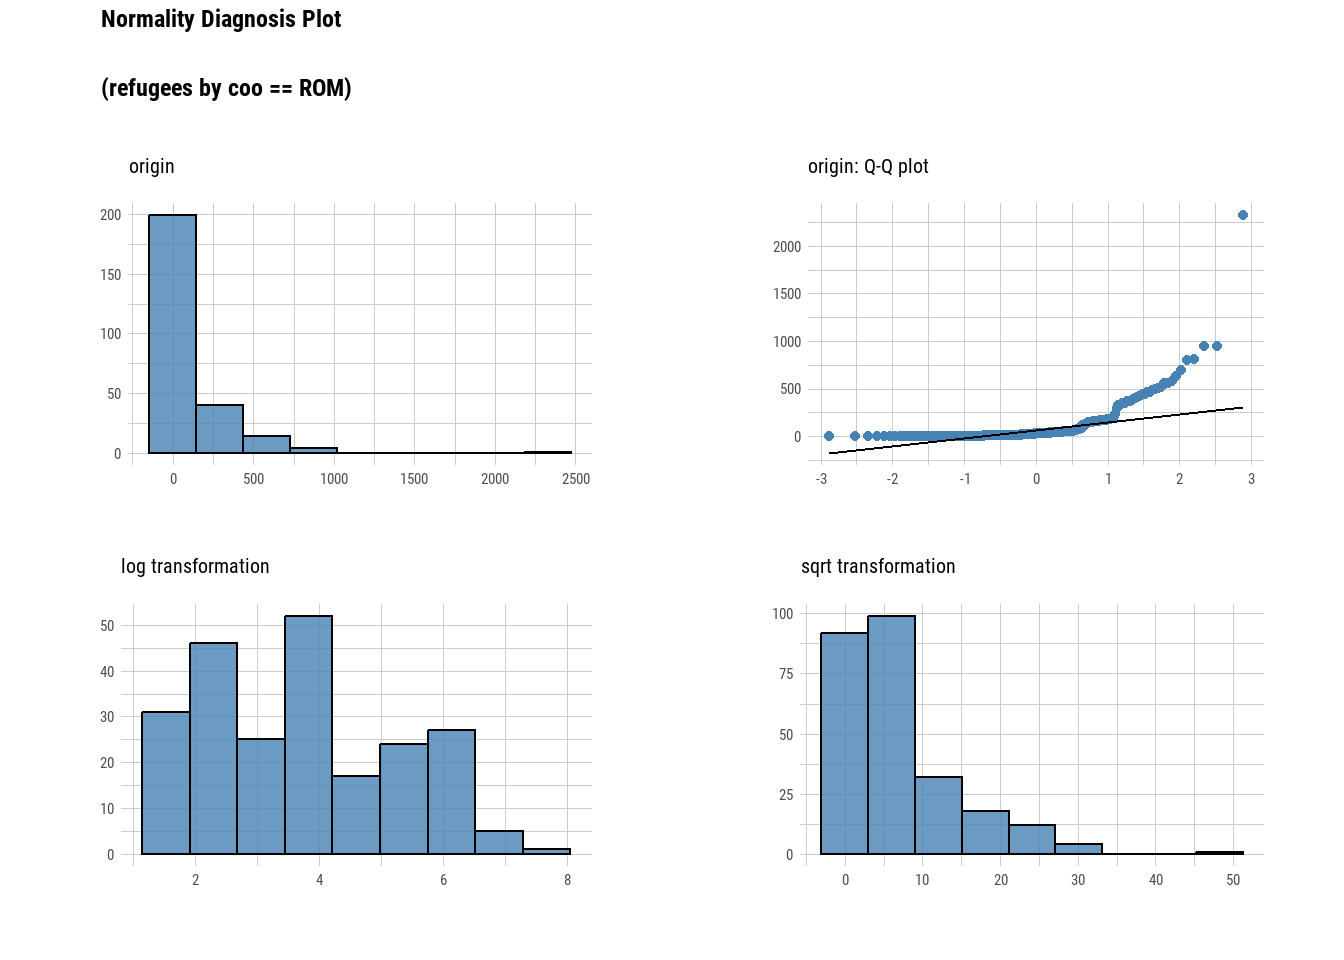 Normality Diagnosis Plot
(refugees by coo == ROM)
origin
200
150
100
50
0
0 500 1000 1500 2000 2500
origin: Q-Q plot
2000
1500
1000
500
0
-3 -2 -1 0 1 2 3
log transformation
50
40
30
20
10
0
2 4 6 8
sqrt transformation
100
75
50
25
0
0 10 20 30 40 50